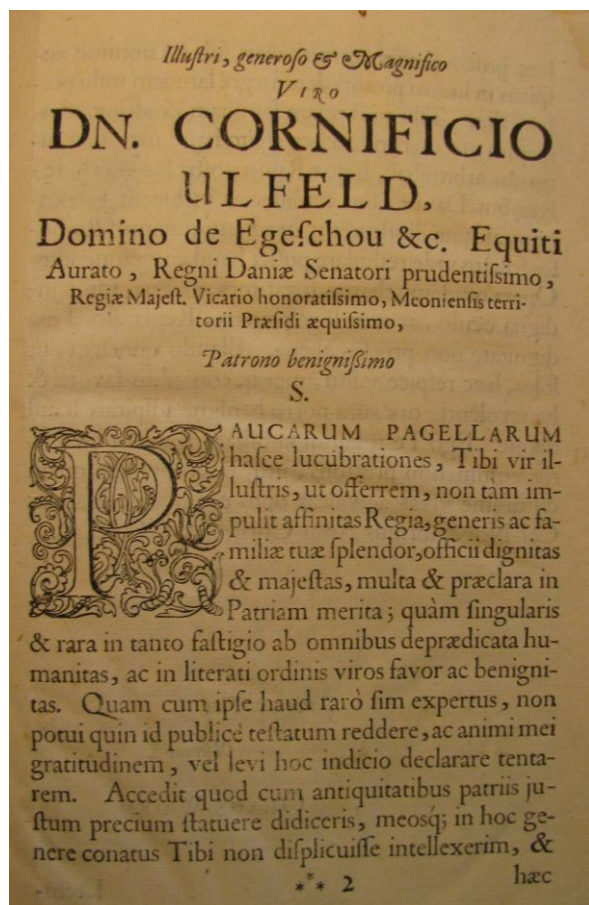 Illuſtri, generoſo & Magnifico
VIRO
DN. CORNIFICIO
ULFELD,
Domino de Egeſchou &c. Equiti
Aurato, Regni Daniæ Senatori prudentiſsimo,
Regiæ Majeſt. Vicario honoratiſſimo, Meonienſis terri-
torii Præſidi æquiſsimo,
Patrono benigniſſimo
S.
PAUCARUM PAGELLARUM
haſce lucubrationes, Tibi vir il-
luſtris, ut offerrem, non tàm im-
pulit affinitas Regia, generis ac fa-
miliæ tuæ ſplendor, officii dignitas
& majeſtas, multa & præclara in
Patriam merita; quàm ſingularis
& rara in tanto faſtigio ab omnibus deprædicata hu-
manitas, ac in literati ordinis viros favor ac benigni-
tas. Quam cum ipſe haud rarò ſim expertus, non
potui quin id publicè teſtatum reddere, ac animi mei
gratitudinem, vel levi hoc indicio declarare tenta-
rem. Accedit quod cum antiquitatibus patriis ju-
ſtum precium ſtatuere didiceris, meosq; in hoc ge-
nere conatus Tibi non diſplicuiſſe intellexerim, &
*** 2 hæc